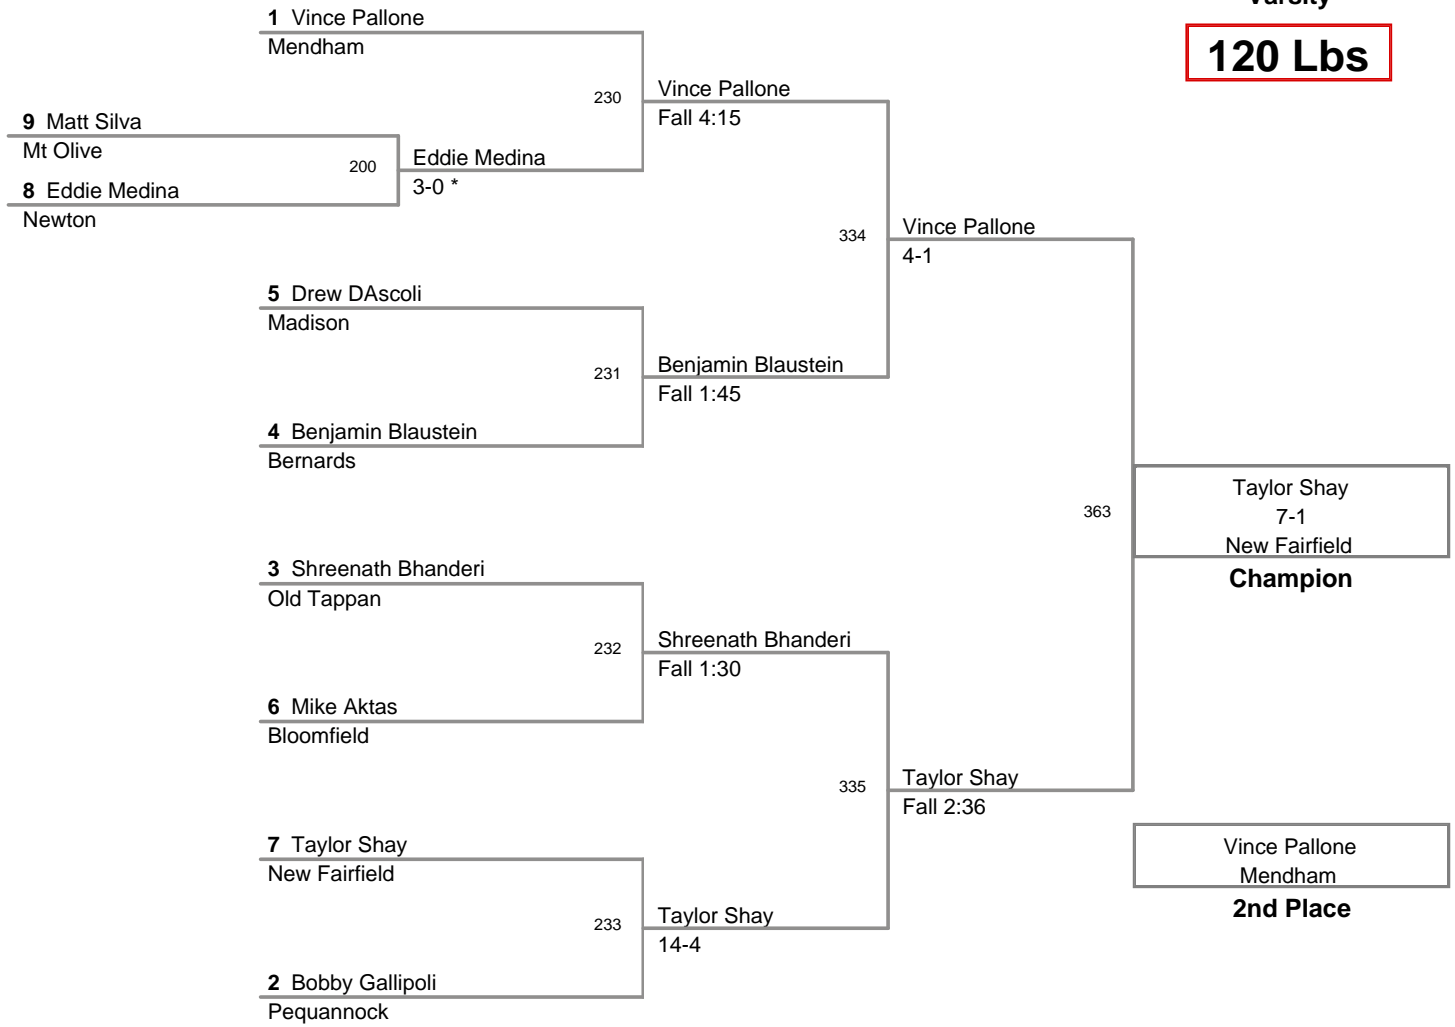 Varsity
120 Lbs
1 Vince Pallone
Mendham
230
Vince Pallone
Fall 4:15
9 Matt Silva
Mt Olive
200
Eddie Medina
3-0 *
8 Eddie Medina
Newton
334
Vince Pallone
4-1
5 Drew DAscoli
Madison
231
Benjamin Blaustein
Fall 1:45
4 Benjamin Blaustein
Bernards
363
Taylor Shay
7-1
New Fairfield
Champion
3 Shreenath Bhanderi
Old Tappan
232
Shreenath Bhanderi
Fall 1:30
6 Mike Aktas
Bloomfield
335
Taylor Shay
Fall 2:36
7 Taylor Shay
New Fairfield
233
Taylor Shay
14-4
2 Bobby Gallipoli
Pequannock
Vince Pallone
Mendham
2nd Place